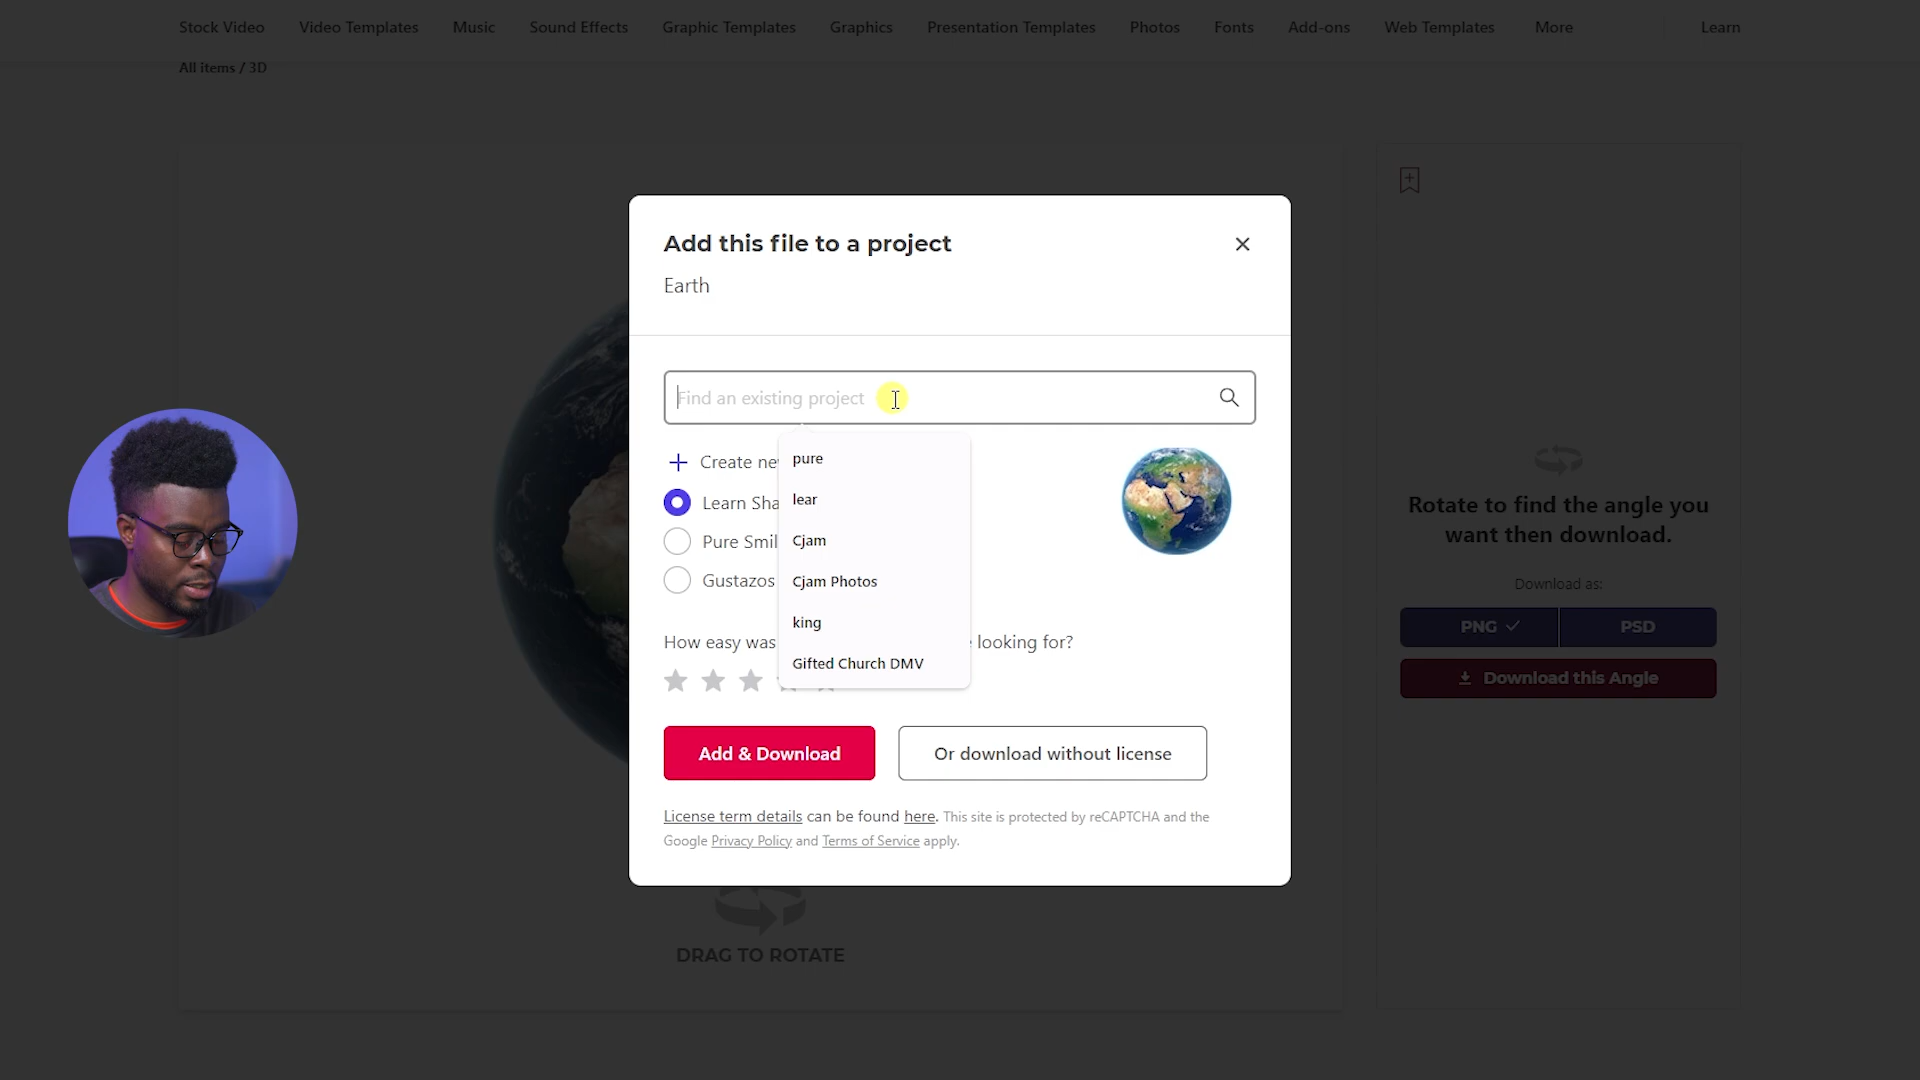 Stock Video Video Templates Music Sound Effects Graphic Templates Graphics Presentation Templates Photos Fonts Add-ons Web Templates More Learn
All items / 3D
Add this file to a project
Earth
Find an existing project
Create ne
Learn Sha
Pure Smil
Gustazos
pure
lear
Cjam
Cjam Photos
king
Gifted Church DMV
How easy was looking for?
Add & Download Or download without license
License term details can be found here. This site is protected by reCAPTCHA and the
Google Privacy Policy and Terms of Service apply.
DRAG TO ROTATE
Rotate to find the angle you
want then download.
Download as:
PNG PSD
Download this Angle